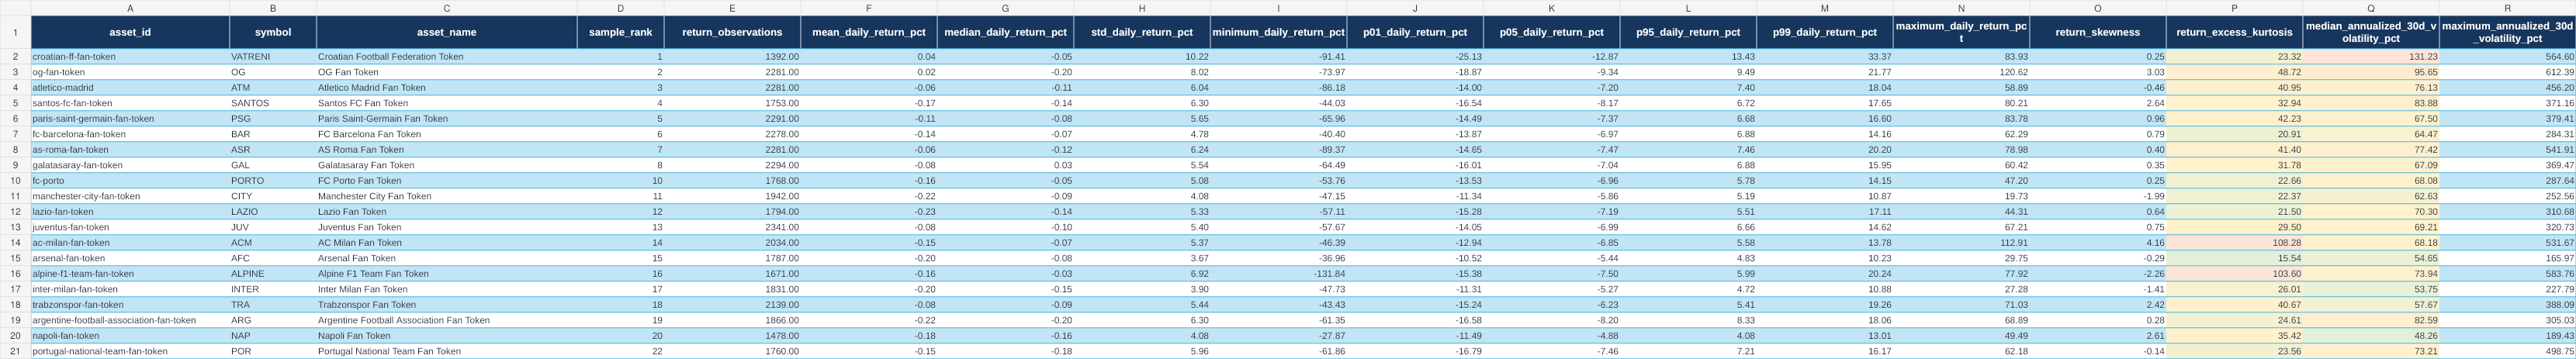 A B C D E F G H I J K L M N O P Q R
1 asset_id symbol asset_name sample_rank return_observations mean_daily_return_pct median_daily_return_pct std_daily_return_pct minimum_daily_return_pct p01_daily_return_pct p05_daily_return_pct p95_daily_return_pct p99_daily_return_pct maximum_daily_return_pc t return_skewness return_excess_kurtosis median_annualized_30d_v olatility_pct maximum_annualized_30d _volatility_pct
2 croatian-ff-fan-token VATRENI Croatian Football Federation Token 1 1392.00 0.04 -0.05 10.22 -91.41 -25.13 -12.87 13.43 33.37 83.93 0.25 23.32 131.23 564.60
3 og-fan-token OG OG Fan Token 2 2281.00 0.02 -0.20 8.02 -73.97 -18.87 -9.34 9.49 21.77 120.62 3.03 48.72 95.65 612.39
4 atletico-madrid ATM Atletico Madrid Fan Token 3 2281.00 -0.06 -0.11 6.04 -86.18 -14.00 -7.20 7.40 18.04 58.89 -0.46 40.95 76.13 456.20
5 santos-fc-fan-token SANTOS Santos FC Fan Token 4 1753.00 -0.17 -0.14 6.30 -44.03 -16.54 -8.17 6.72 17.65 80.21 2.64 32.94 83.88 371.16
6 paris-saint-germain-fan-token PSG Paris Saint-Germain Fan Token 5 2291.00 -0.11 -0.08 5.65 -65.96 -14.49 -7.37 6.68 16.60 83.78 0.96 42.23 67.50 379.41
7 fc-barcelona-fan-token BAR FC Barcelona Fan Token 6 2278.00 -0.14 -0.07 4.78 -40.40 -13.87 -6.97 6.88 14.16 62.29 0.79 20.91 64.47 284.31
8 as-roma-fan-token ASR AS Roma Fan Token 7 2281.00 -0.06 -0.12 6.24 -89.37 -14.65 -7.47 7.46 20.20 78.98 0.40 41.40 77.42 541.91
9 galatasaray-fan-token GAL Galatasaray Fan Token 8 2294.00 -0.08 0.03 5.54 -64.49 -16.01 -7.04 6.88 15.95 60.42 0.35 31.78 67.09 369.47
10 fc-porto PORTO FC Porto Fan Token 10 1768.00 -0.16 -0.05 5.08 -53.76 -13.53 -6.96 5.78 14.15 47.20 0.25 22.66 68.08 287.64
11 manchester-city-fan-token CITY Manchester City Fan Token 11 1942.00 -0.22 -0.09 4.08 -47.15 -11.34 -5.86 5.19 10.87 19.73 -1.99 22.37 62.63 252.56
12 lazio-fan-token LAZIO Lazio Fan Token 12 1794.00 -0.23 -0.14 5.33 -57.11 -15.28 -7.19 5.51 17.11 44.31 0.64 21.50 70.30 310.68
13 juventus-fan-token JUV Juventus Fan Token 13 2341.00 -0.08 -0.10 5.40 -57.67 -14.05 -6.99 6.66 14.62 67.21 0.75 29.50 69.21 320.73
14 ac-milan-fan-token ACM AC Milan Fan Token 14 2034.00 -0.15 -0.07 5.37 -46.39 -12.94 -6.85 5.58 13.78 112.91 4.16 108.28 68.18 531.67
15 arsenal-fan-token AFC Arsenal Fan Token 15 1787.00 -0.20 -0.08 3.67 -36.96 -10.52 -5.44 4.83 10.23 29.75 -0.29 15.54 54.65 165.97
16 alpine-f1-team-fan-token ALPINE Alpine F1 Team Fan Token 16 1671.00 -0.16 -0.03 6.92 -131.84 -15.38 -7.50 5.99 20.24 77.92 -2.26 103.60 73.94 583.76
17 inter-milan-fan-token INTER Inter Milan Fan Token 17 1831.00 -0.20 -0.15 3.90 -47.73 -11.31 -5.27 4.72 10.88 27.28 -1.41 26.01 53.75 227.79
18 trabzonspor-fan-token TRA Trabzonspor Fan Token 18 2139.00 -0.08 -0.09 5.44 -43.43 -15.24 -6.23 5.41 19.26 71.03 2.42 40.67 57.67 388.09
19 argentine-football-association-fan-token ARG Argentine Football Association Fan Token 19 1866.00 -0.22 -0.20 6.30 -61.35 -16.58 -8.20 8.33 18.06 68.89 0.28 24.61 82.59 305.03
20 napoli-fan-token NAP Napoli Fan Token 20 1478.00 -0.18 -0.16 4.08 -27.87 -11.49 -4.88 4.08 13.01 49.49 2.61 35.42 48.26 189.43
21 portugal-national-team-fan-token POR Portugal National Team Fan Token 22 1760.00 -0.15 -0.18 5.96 -61.86 -16.79 -7.46 7.21 16.17 62.18 -0.14 23.56 73.21 498.76